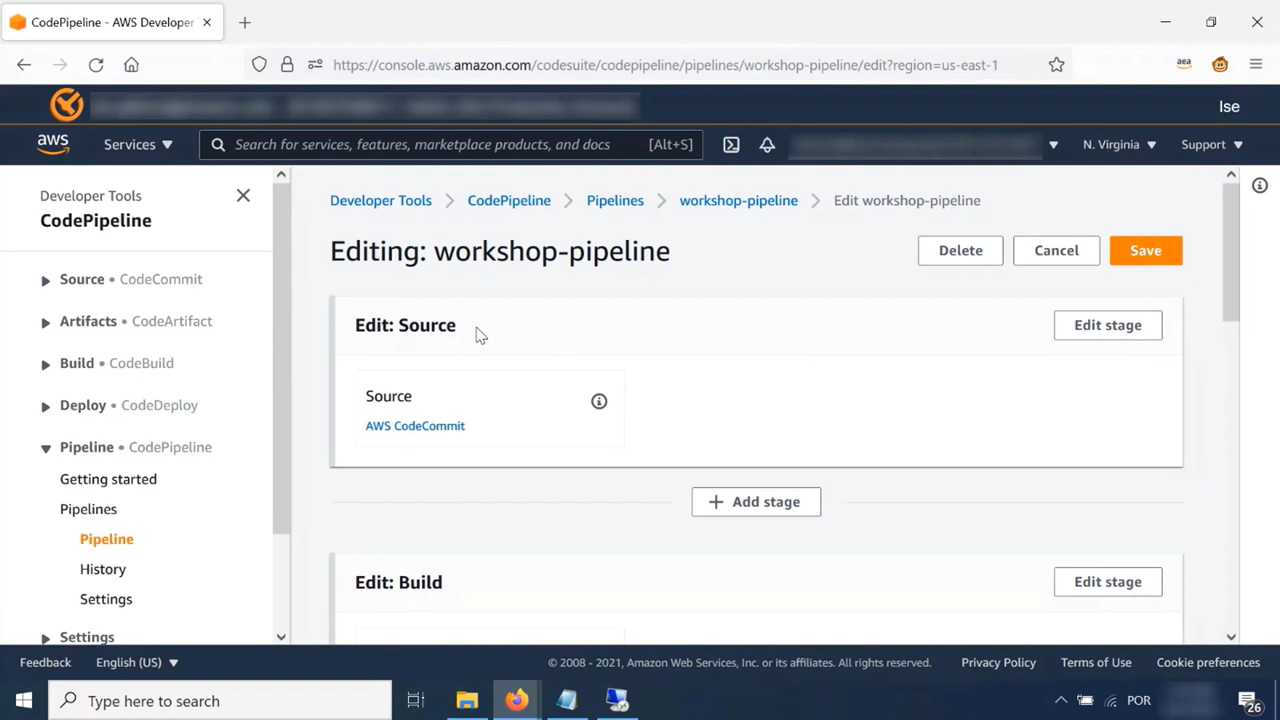 CodePipeline - AWS Developer
https://console.aws.amazon.com/codesuite/codepipeline/pipelines/workshop-pipeline/edit?region=us-east-1
aea
Ise
aws
Services
Search for services, features, marketplace products, and docs [Alt+S]
N. Virginia
Support
Developer Tools
CodePipeline
Source • CodeCommit
Artifacts • CodeArtifact
Build • CodeBuild
Deploy • CodeDeploy
Pipeline • CodePipeline
Getting started
Pipelines
Pipeline
History
Settings
Settings
Developer Tools > CodePipeline > Pipelines > workshop-pipeline > Edit workshop-pipeline
Editing: workshop-pipeline
Delete
Cancel
Save
Edit: Source
Edit stage
Source
AWS CodeCommit
+ Add stage
Edit: Build
Edit stage
Feedback
English (US)
© 2008 - 2021, Amazon Web Services, Inc. or its affiliates. All rights reserved.
Privacy Policy
Terms of Use
Cookie preferences
Type here to search
POR
26